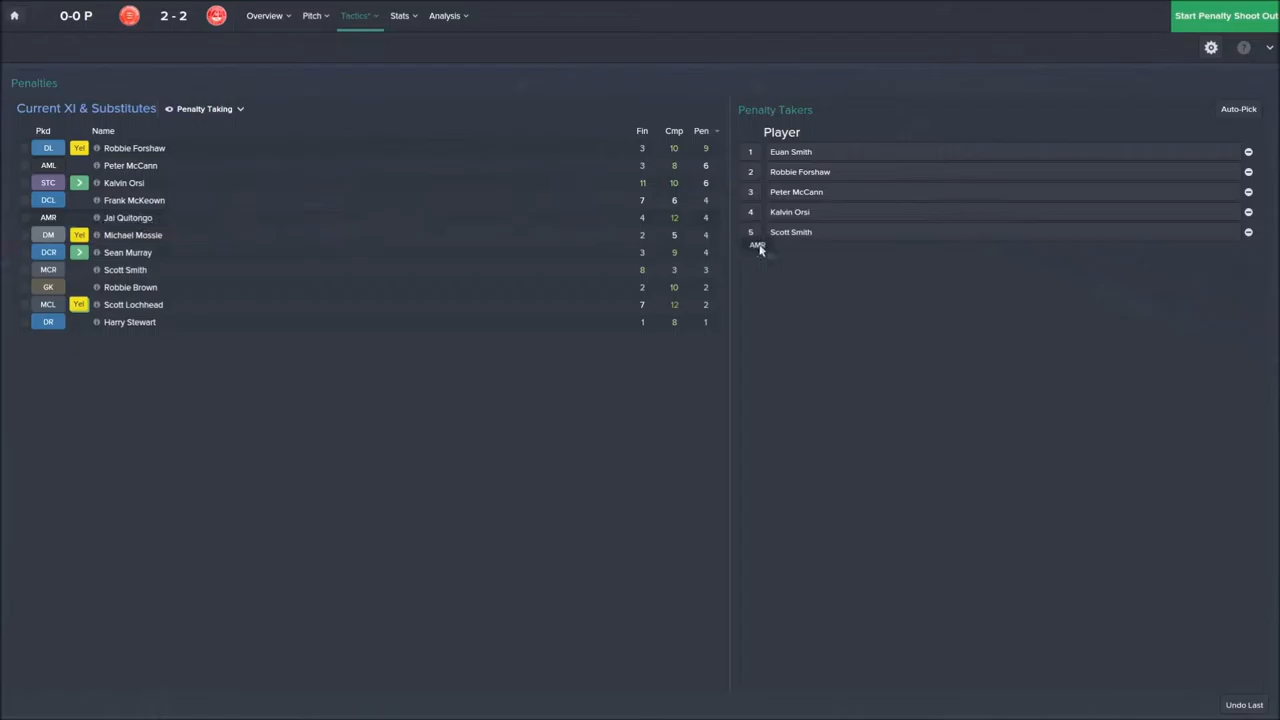 0-0 P 2 - 2 Overview Pitch Tactics* Stats Analysis Start Penalty Shoot Out
Penalties
Current XI & Substitutes Penalty Taking
Pkd Name Fin Cmp Pen
DL Yel Robbie Forshaw 3 10 9
AML Peter McCann 3 8 6
STC Kalvin Orsi 11 10 6
DCL Frank McKeown 7 6 4
AMR Jai Quitongo 4 12 4
DM Yel Michael Mossie 2 5 4
DCR Sean Murray 3 9 4
MCR Scott Smith 8 3 3
GK Robbie Brown 2 10 2
MCL Yel Scott Lochhead 7 12 2
DR Harry Stewart 1 8 1
Penalty Takers Auto-Pick
Player
1 Euan Smith
2 Robbie Forshaw
3 Peter McCann
4 Kalvin Orsi
5 Scott Smith
AMR
Undo Last